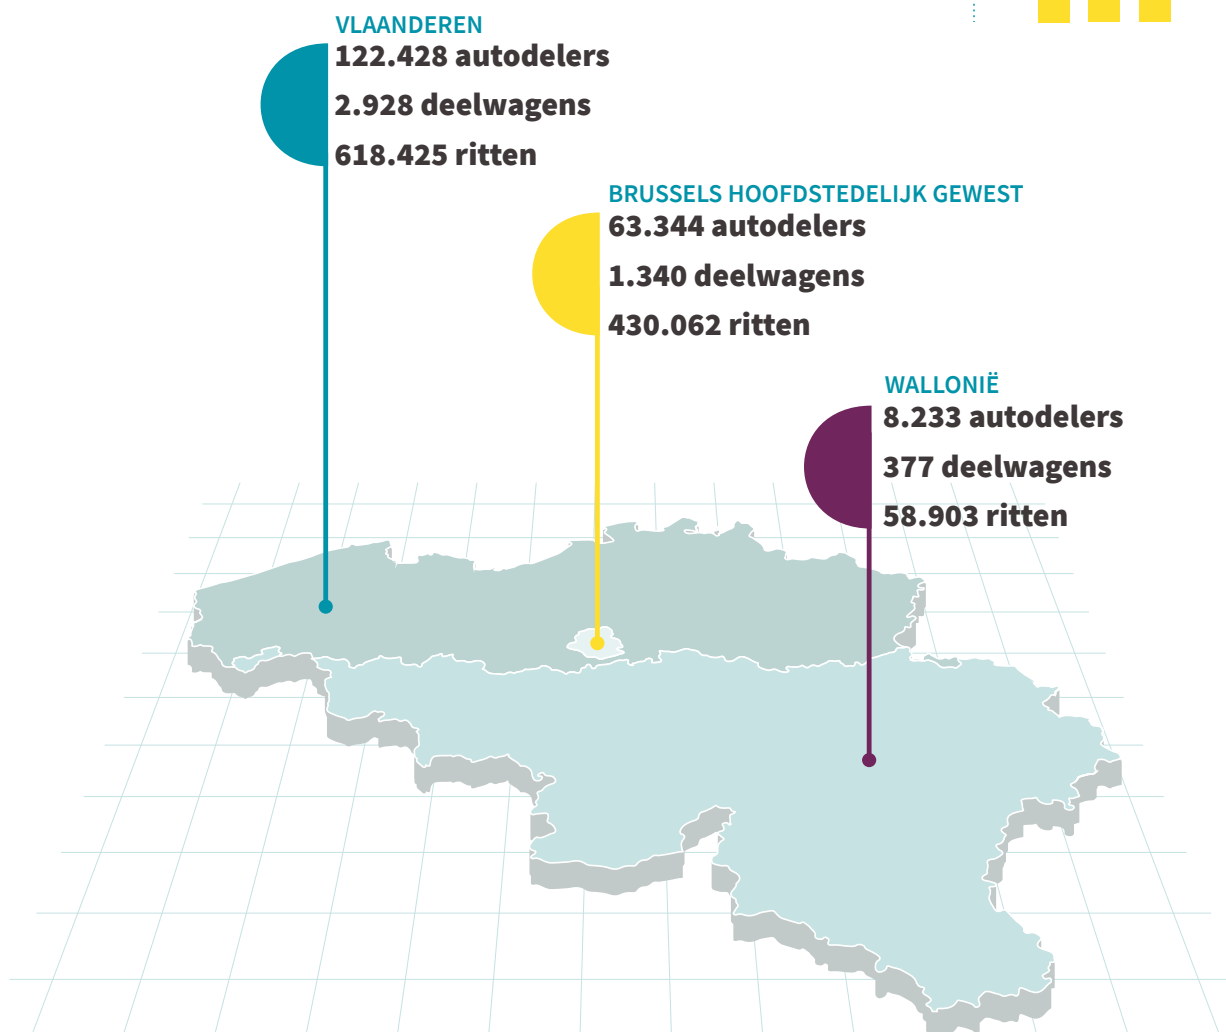 VLAANDEREN
122.428 autodelers
2.928 deelwagens
618.425 ritten
BRUSSELS HOOFDSTEDELIJK GEWEST
63.344 autodelers
1.340 deelwagens
430.062 ritten
WALLONIË
8.233 autodelers
377 deelwagens
58.903 ritten